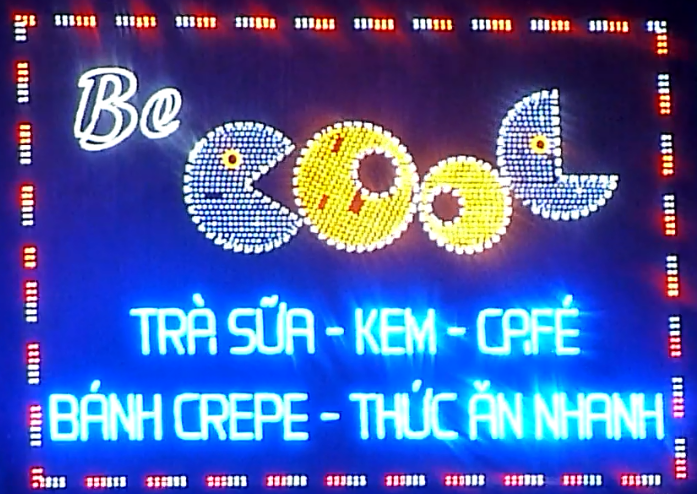 Be COOL
TRÀ SỮA - KEM - CAFÉ
BÁNH CREPE - THỨC ĂN NHANH